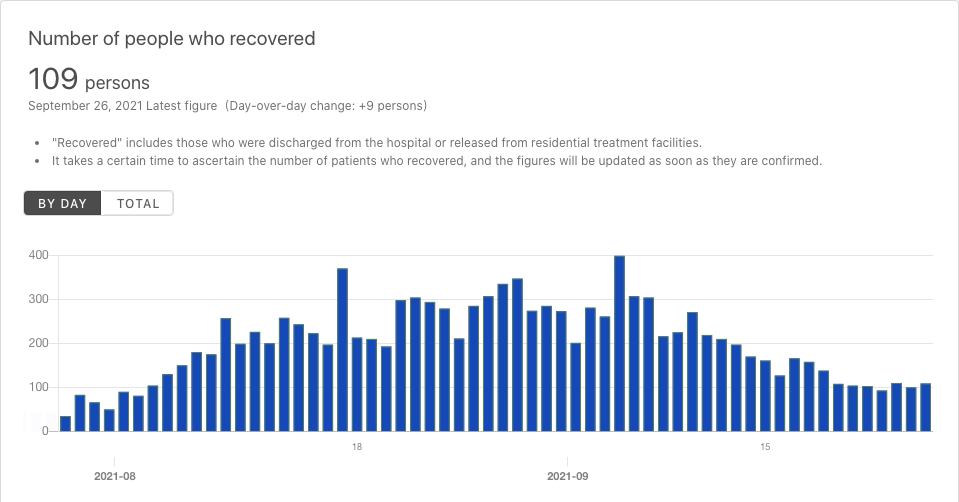 Number of people who recovered
109 persons
September 26, 2021 Latest figure (Day-over-day change: +9 persons)
• "Recovered" includes those who were discharged from the hospital or released from residential treatment facilities.
• It takes a certain time to ascertain the number of patients who recovered, and the figures will be updated as soon as they are confirmed.
BY DAY TOTAL
400
300
200
100
0
18 15
2021-08 2021-09